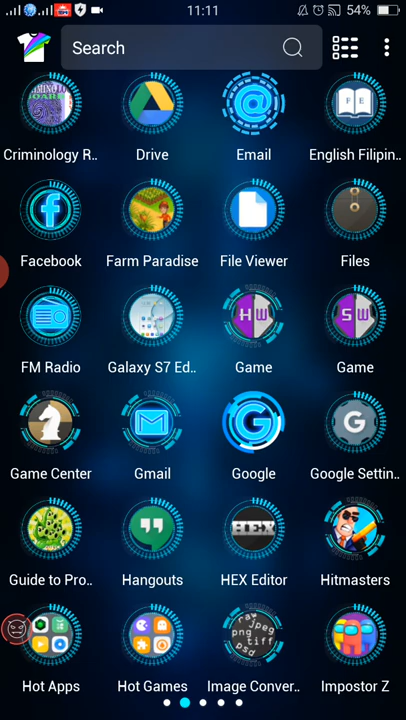 11:11
54%
Search
Criminology R..
Drive
Email
English Filipin..
Facebook
Farm Paradise
File Viewer
Files
FM Radio
Galaxy S7 Ed..
Game
Game
Game Center
Gmail
Google
Google Settin..
Guide to Pro..
Hangouts
HEX Editor
Hitmasters
Hot Apps
Hot Games
Image Conver..
Impostor Z